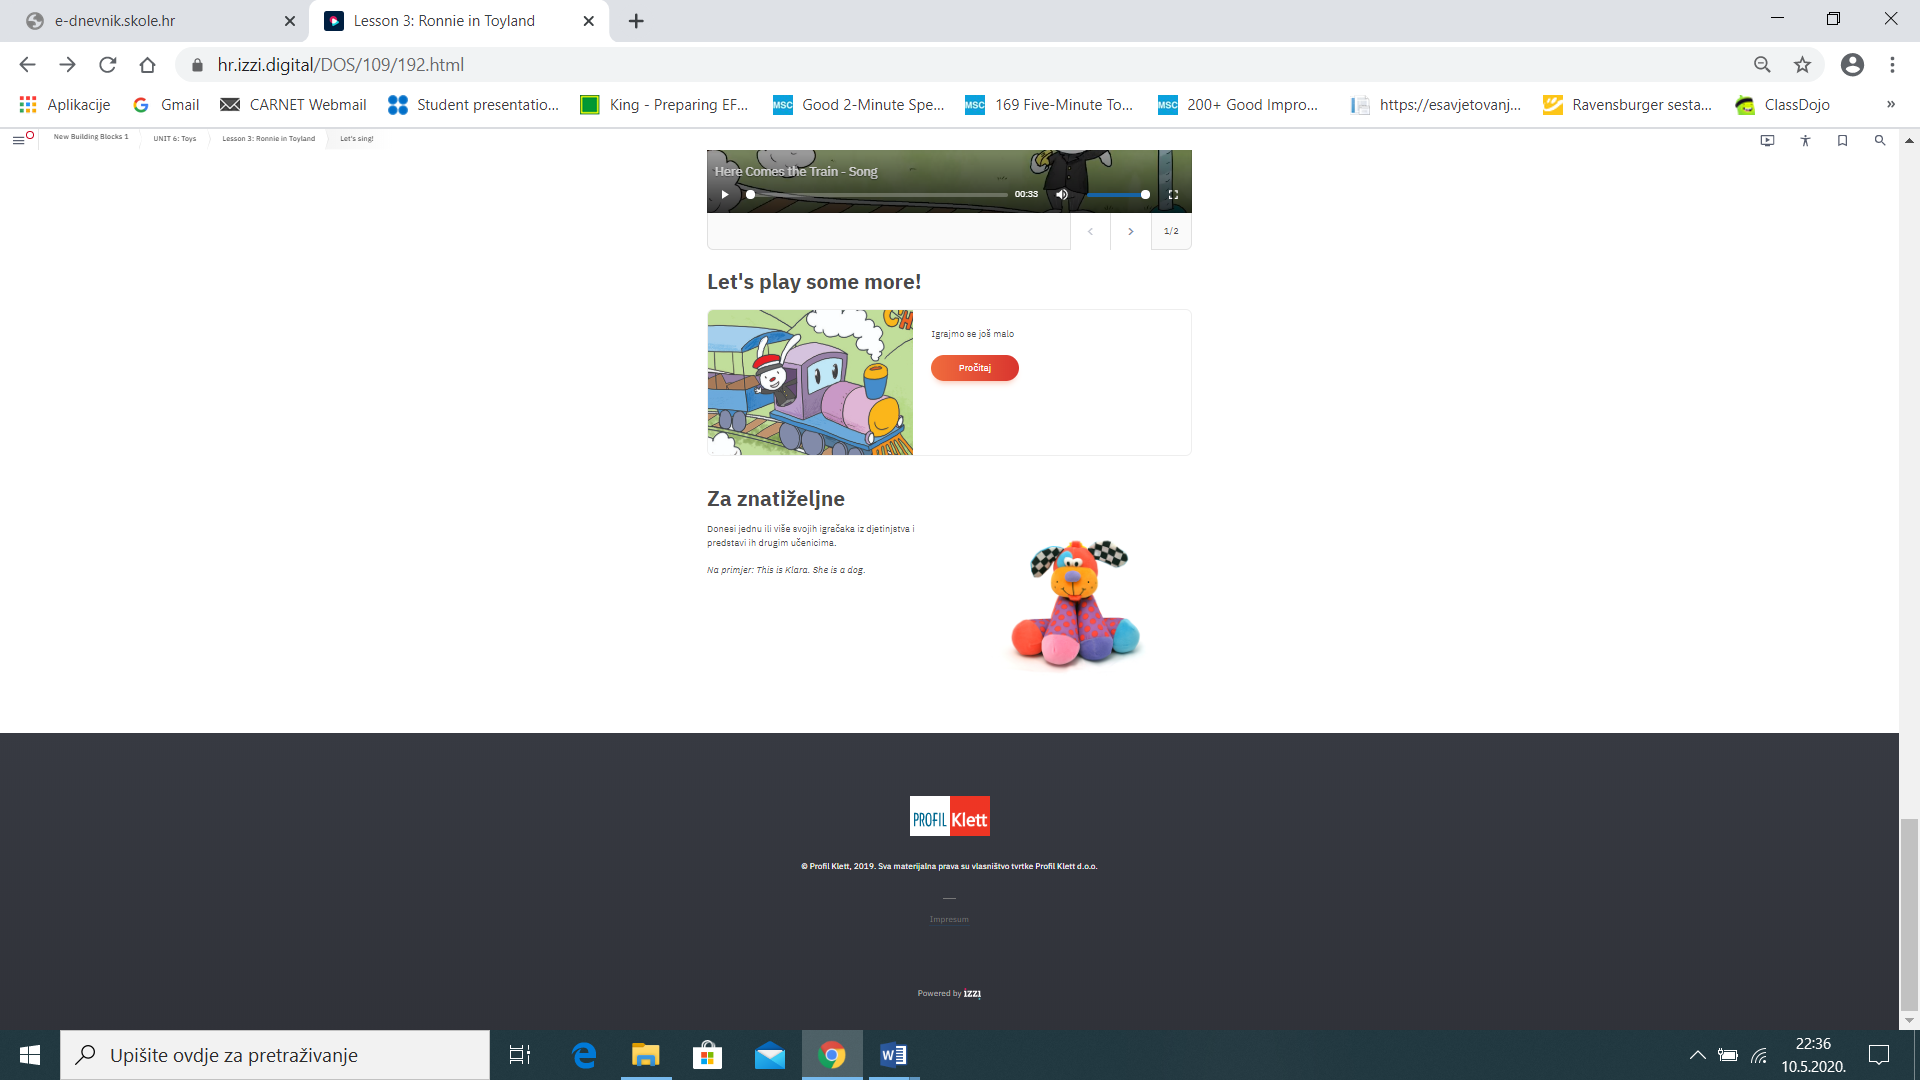 e-dnevnik.skole.hr
Lesson 3: Ronnie in Toyland
hr.izzi.digital/DOS/109/192.html
Aplikacije
Gmail
CARNET Webmail
Student presentatio...
King - Preparing EF...
MSC Good 2-Minute Spe...
MSC 169 Five-Minute To...
MSC 200+ Good Impro...
https://esavjetovanj...
Ravensburger sesta...
ClassDojo
»
New Building Blocks 1
UNIT 6: Toys
Lesson 3: Ronnie in Toyland
Let's sing!
Here Comes the Train - Song
00:33
1/2
Let's play some more!
Igrajmo se još malo
Pročitaj
Za znatiželjne
Donesi jednu ili više svojih igračaka iz djetinjstva i
predstavi ih drugim učenicima.
Na primjer: This is Klara. She is a dog.
PROFIL Klett
© Profil Klett, 2019. Sva materijalna prava su vlasništvo tvrtke Profil Klett d.o.o.
Impresum
Powered by izzi
Upišite ovdje za pretraživanje
22:36
10.5.2020.